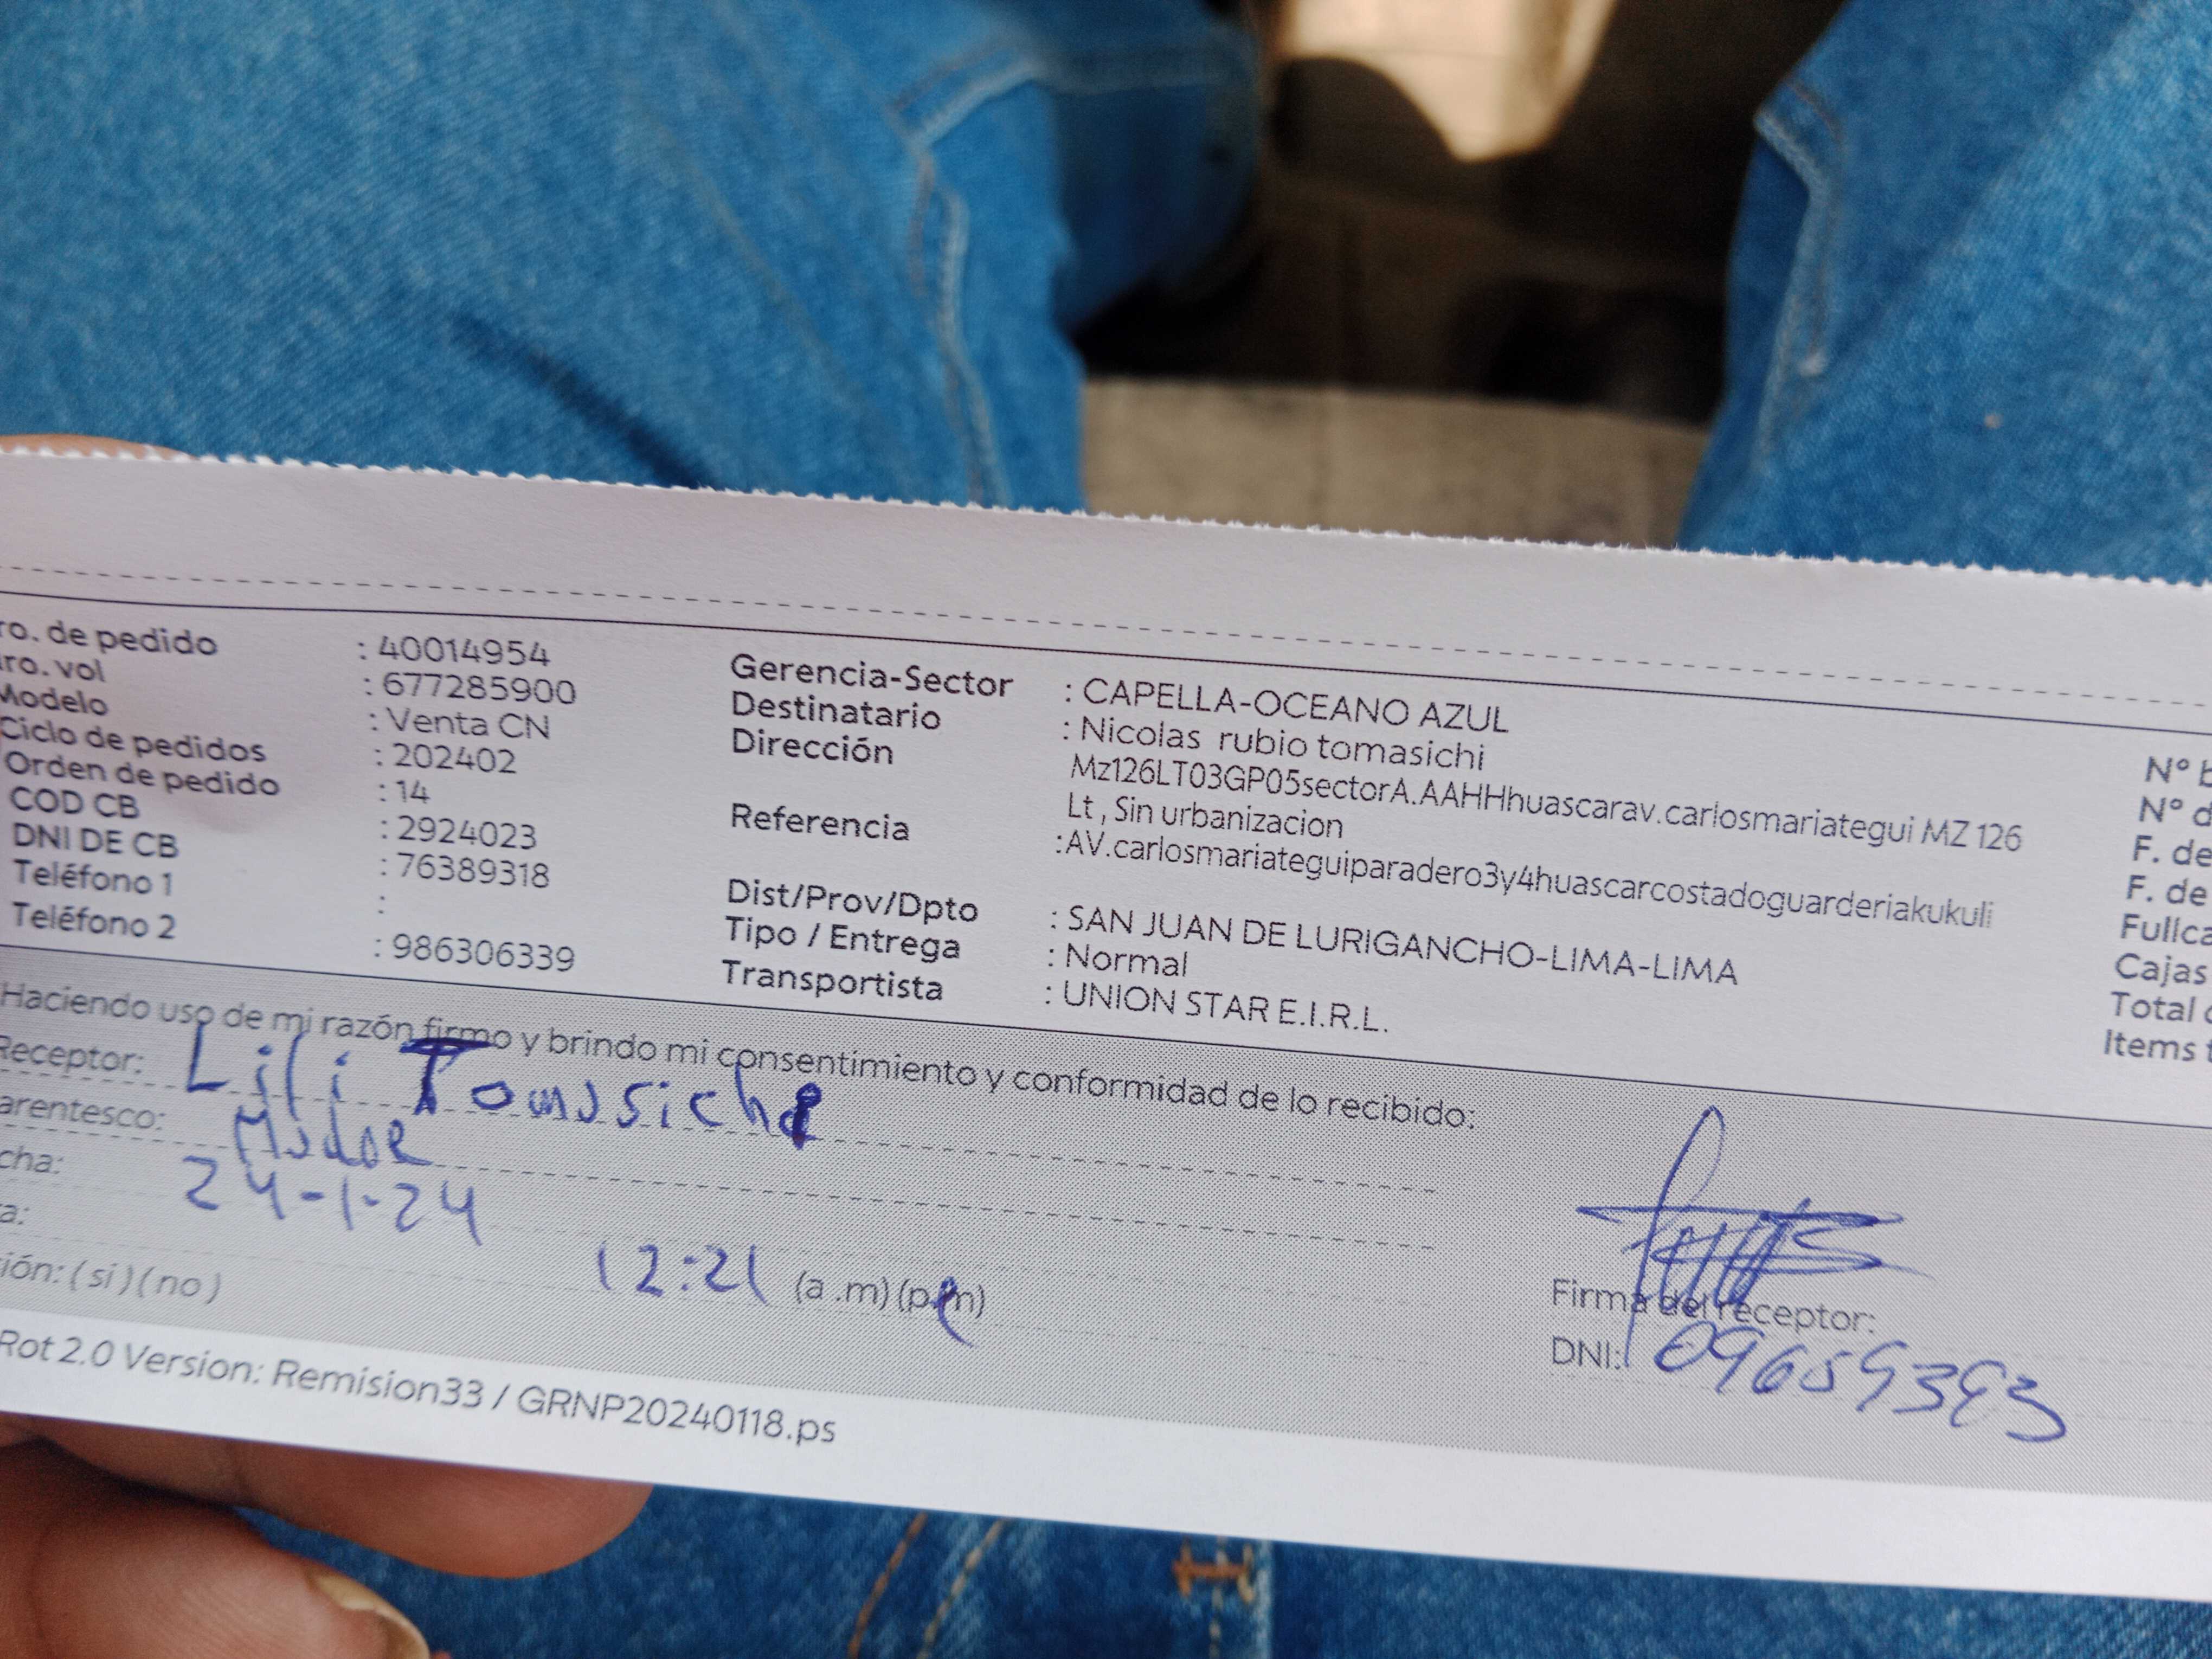 ro. de pedido : 40014954
ro. vol : 677285900
Modelo : Venta CN
Ciclo de pedidos : 202402
Orden de pedido : 14
COD CB : 2924023
DNI DE CB : 76389318
Teléfono 1 :
Teléfono 2 : 986306339
Gerencia-Sector : CAPELLA-OCEANO AZUL
Destinatario : Nicolas rubio tomasichi
Dirección Mz126LT03GP05sectorA.AAHHhuascarav.carlosmariategui MZ 126
Lt , Sin urbanizacion
Referencia :AV.carlosmariateguiparadero3y4huascarcostadoguarderiakukuli
Dist/Prov/Dpto : SAN JUAN DE LURIGANCHO-LIMA-LIMA
Tipo / Entrega : Normal
Transportista : UNION STAR E.I.R.L.
N° b
N° d
F. de
F. de
Fullca
Cajas
Total
Items t
Haciendo uso de mi razón firmo y brindo mi consentimiento y conformidad de lo recibido:
Receptor: Lili Tomasichi
arentesco: Madre
cha: 24-1-24
a: 12:21 (a .m) (p.m)
ión: ( si ) ( no )
Firma del receptor:
DNI:
Rot 2.0 Version: Remision33 / GRNP20240118.ps